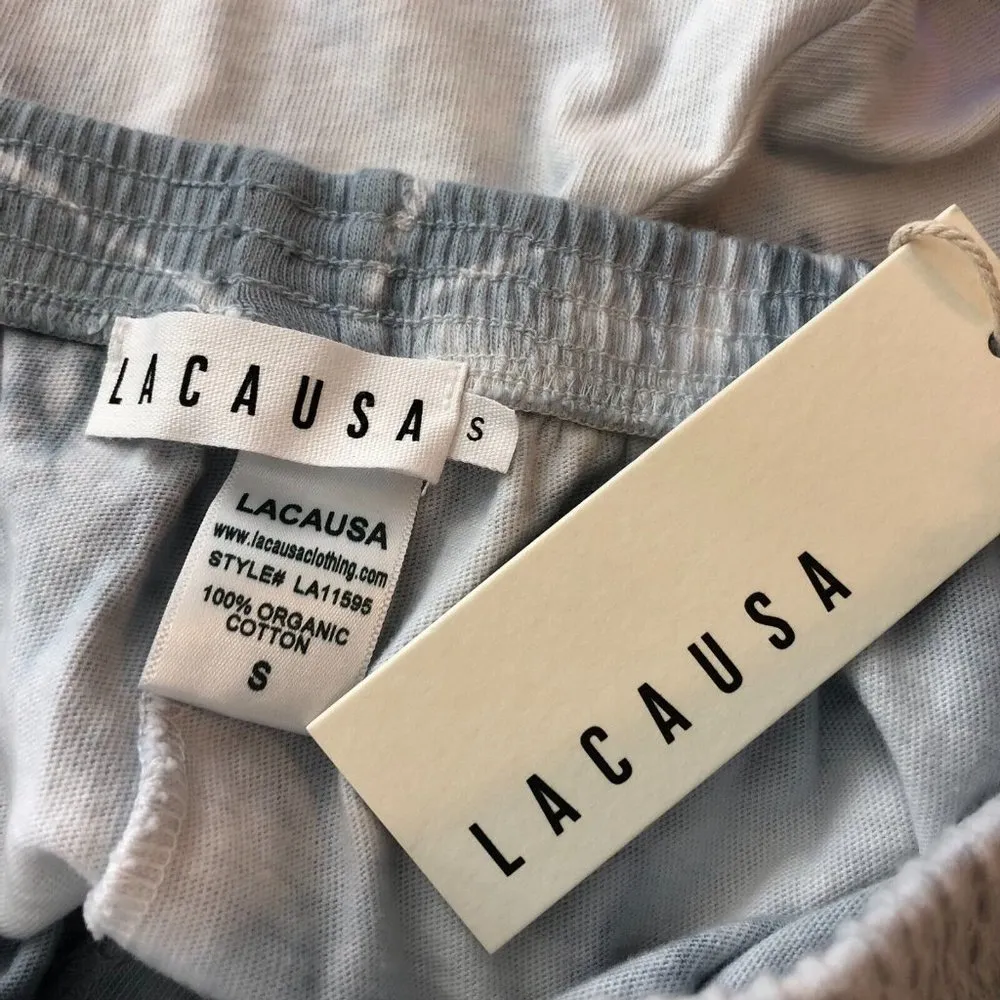 LACAUSA
S
LACAUSA
www.lacausaclothing.com
STYLE# LA11595
100% ORGANIC
COTTON
S
LACAUSA